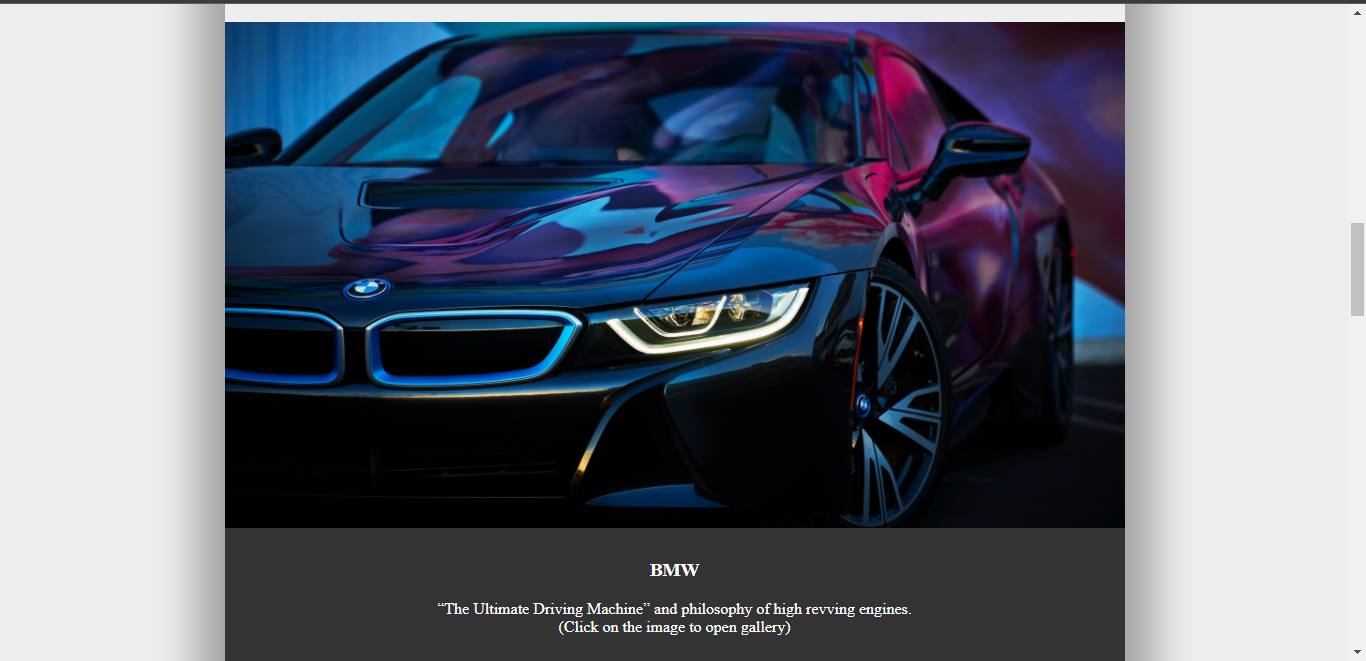 BMW
“The Ultimate Driving Machine” and philosophy of high revving engines.
(Click on the image to open gallery)